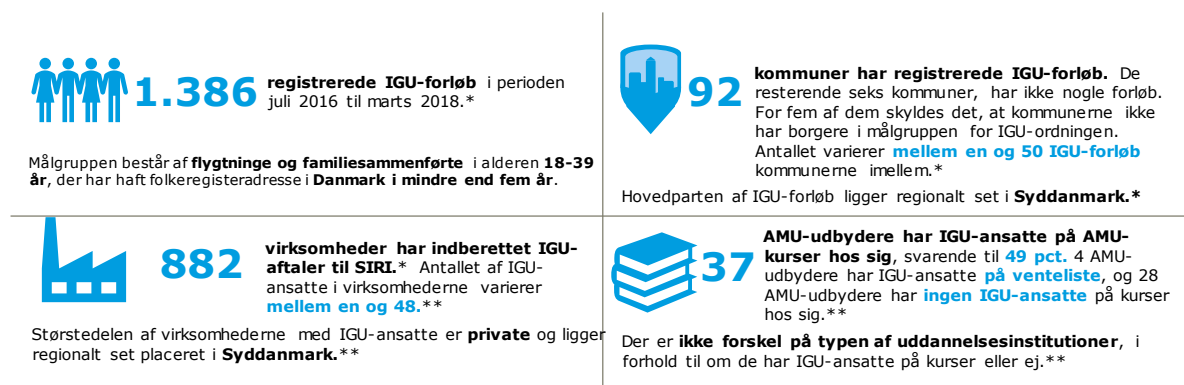 1.386
registrerede IGU-forløb i perioden
juli 2016 til marts 2018.*
Målgruppen består af flygtninge og familiesammenførte i alderen 18-39
år, der har haft folkeregisteradresse i Danmark i mindre end fem år.
92
kommuner har registrerede IGU-forløb. De
resterende seks kommuner, har ikke nogle forløb.
For fem af dem skyldes det, at kommunerne ikke
har borgere i målgruppen for IGU-ordningen.
Antallet varierer mellem en og 50 IGU-forløb
kommunerne imellem.*
Hovedparten af IGU-forløb ligger regionalt set i Syddanmark.*
882
virksomheder har indberettet IGU-
aftaler til SIRI.* Antallet af IGU-
ansatte i virksomhederne varierer
mellem en og 48.**
Størstedelen af virksomhederne med IGU-ansatte er private og ligger
regionalt set placeret i Syddanmark.**
37
AMU-udbydere har IGU-ansatte på AMU-
kurser hos sig, svarende til 49 pct. 4 AMU-
udbydere har IGU-ansatte på venteliste, og 28
AMU-udbydere har ingen IGU-ansatte på kurser
hos sig.**
Der er ikke forskel på typen af uddannelsesinstitutioner, i
forhold til om de har IGU-ansatte på kurser eller ej.**